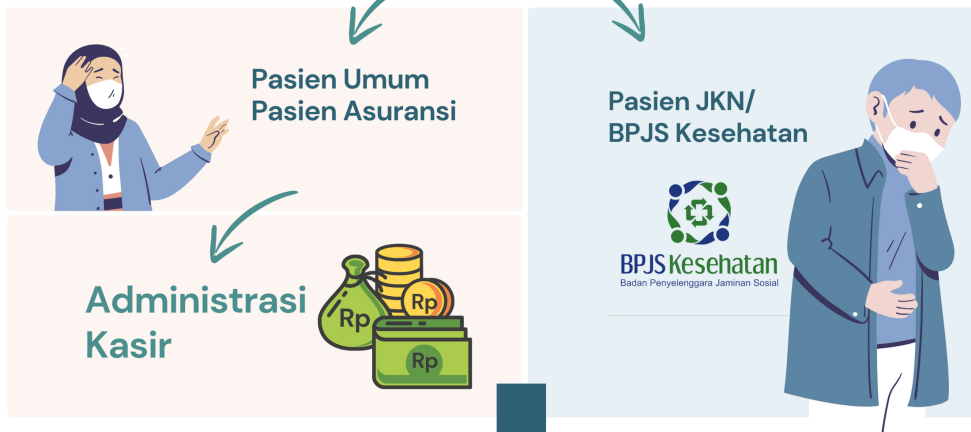 Pasien Umum
Pasien Asuransi
Administrasi
Kasir
Rp
Rp
Rp
Pasien JKN/
BPJS Kesehatan
BPJS Kesehatan
Badan Penyelenggara Jaminan Sosial